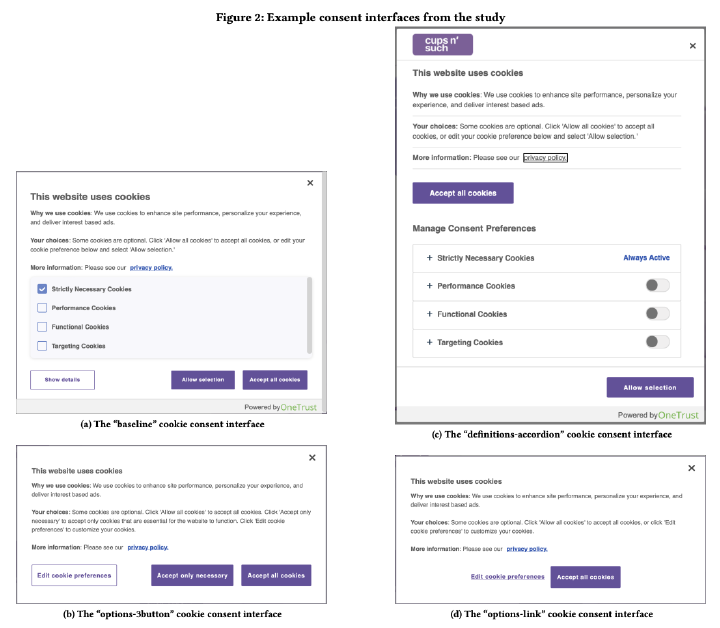 Figure 2: Example consent interfaces from the study
This website uses cookies
Why we use cookies: We use cookies to enhance site performance, personalize your experience,
and deliver interest based ads.
Your choices: Some cookies are optional. Click 'Allow all cookies' to accept all cookies, or edit your
cookie preference below and select 'Allow selection.'
More information: Please see our privacy policy.
Strictly Necessary Cookies
Performance Cookies
Functional Cookies
Targeting Cookies
Show details
Allow selection
Accept all cookies
Powered by OneTrust
(a) The "baseline" cookie consent interface
This website uses cookies
Why we use cookies: We use cookies to enhance site performance, personalize your experience, and
deliver interest based ads.
Your choices: Some cookies are optional. Click 'Allow all cookies' to accept all cookies. Click 'Accept only
necessary' to accept only cookies that are essential for the website to function. Click 'Edit cookie
preferences' to customize your cookies.
More information: Please see our privacy policy.
Edit cookie preferences
Accept only necessary
Accept all cookies
(b) The "options-3button" cookie consent interface
cups n'
such
This website uses cookies
Why we use cookies: We use cookies to enhance site performance, personalize your
experience, and deliver interest based ads.
Your choices: Some cookies are optional. Click 'Allow all cookies' to accept all
cookies, or edit your cookie preference below and select 'Allow selection.'
More information: Please see our privacy policy.
Accept all cookies
Manage Consent Preferences
+ Strictly Necessary Cookies Always Active
+ Performance Cookies
+ Functional Cookies
+ Targeting Cookies
Allow selection
Powered by OneTrust
(c) The "definitions-accordion" cookie consent interface
This website uses cookies
Why we use cookies: We use cookies to enhance site performance, personalize your experience, and
deliver interest based ads.
Your choices: Some cookies are optional. Click 'Allow all cookies' to accept all cookies, or click 'Edit
cookie preferences' to customize your cookies.
More information: Please see our privacy policy.
Edit cookie preferences
Accept all cookies
(d) The "options-link" cookie consent interface